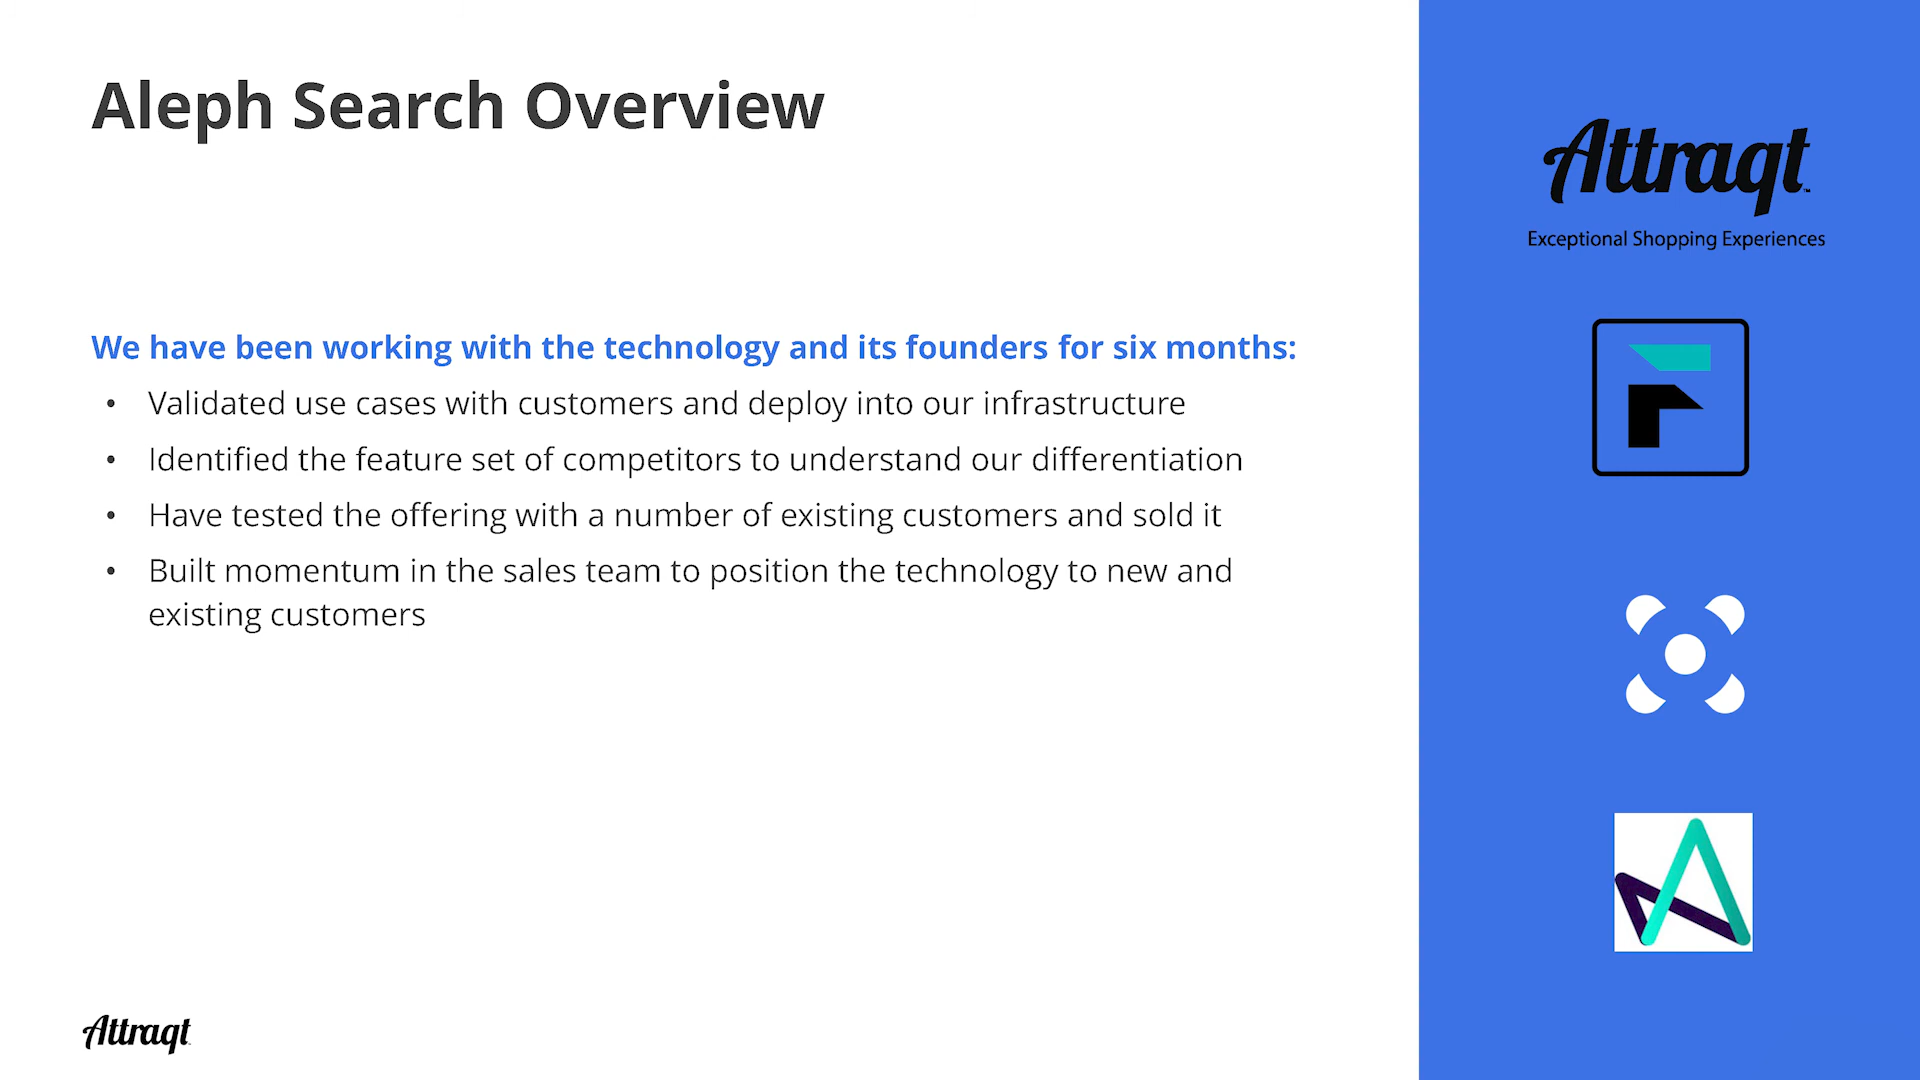 Aleph Search Overview
We have been working with the technology and its founders for six months:
• Validated use cases with customers and deploy into our infrastructure
• Identified the feature set of competitors to understand our differentiation
• Have tested the offering with a number of existing customers and sold it
• Built momentum in the sales team to position the technology to new and
existing customers
Attraqt
Attraqt™
Exceptional Shopping Experiences